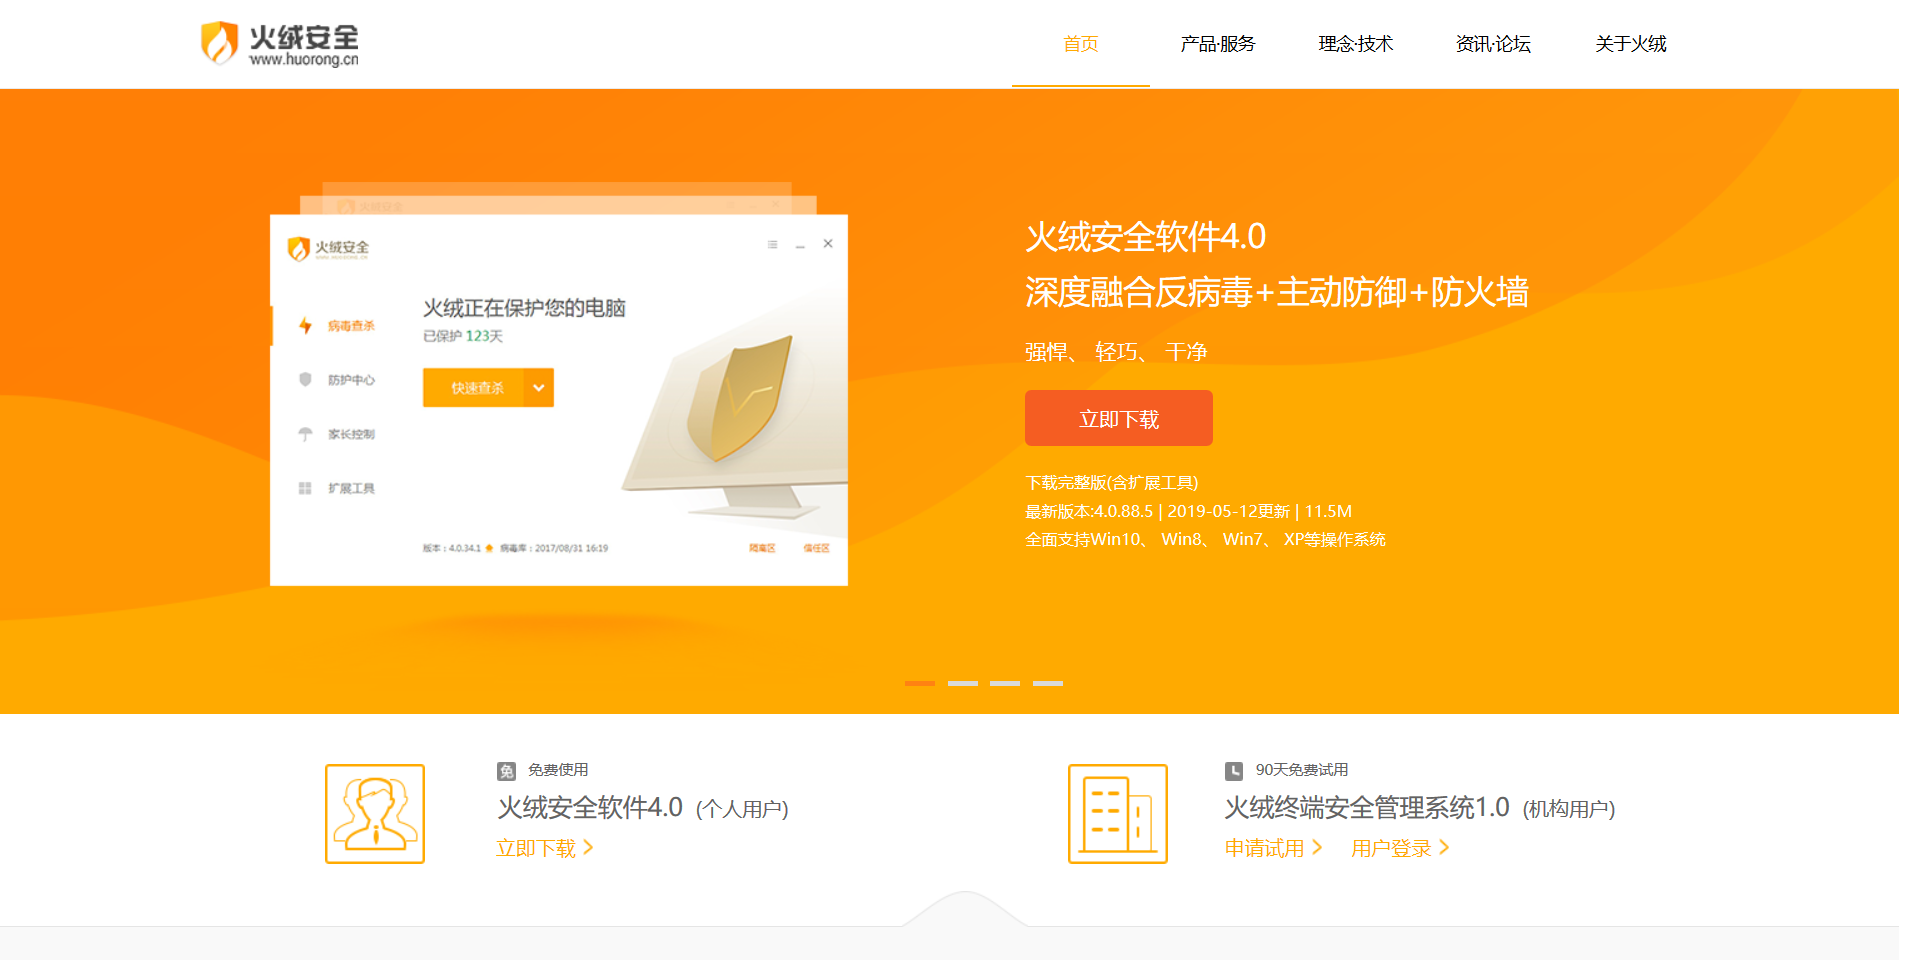 火绒安全
www.huorong.cn
首页
产品·服务
理念·技术
资讯·论坛
关于火绒
火绒安全
火绒安全
病毒查杀
防护中心
家长控制
扩展工具
火绒正在保护您的电脑
已保护 123天
快速查杀
版本：4.0.34.1 病毒库：2017/08/31 16:19
隔离区
信任区
火绒安全软件4.0
深度融合反病毒+主动防御+防火墙
强悍、 轻巧、 干净
立即下载
下载完整版(含扩展工具)
最新版本:4.0.88.5 | 2019-05-12更新 | 11.5M
全面支持Win10、 Win8、 Win7、 XP等操作系统
免 免费使用
火绒安全软件4.0 (个人用户)
立即下载
90天免费试用
火绒终端安全管理系统1.0 (机构用户)
申请试用
用户登录